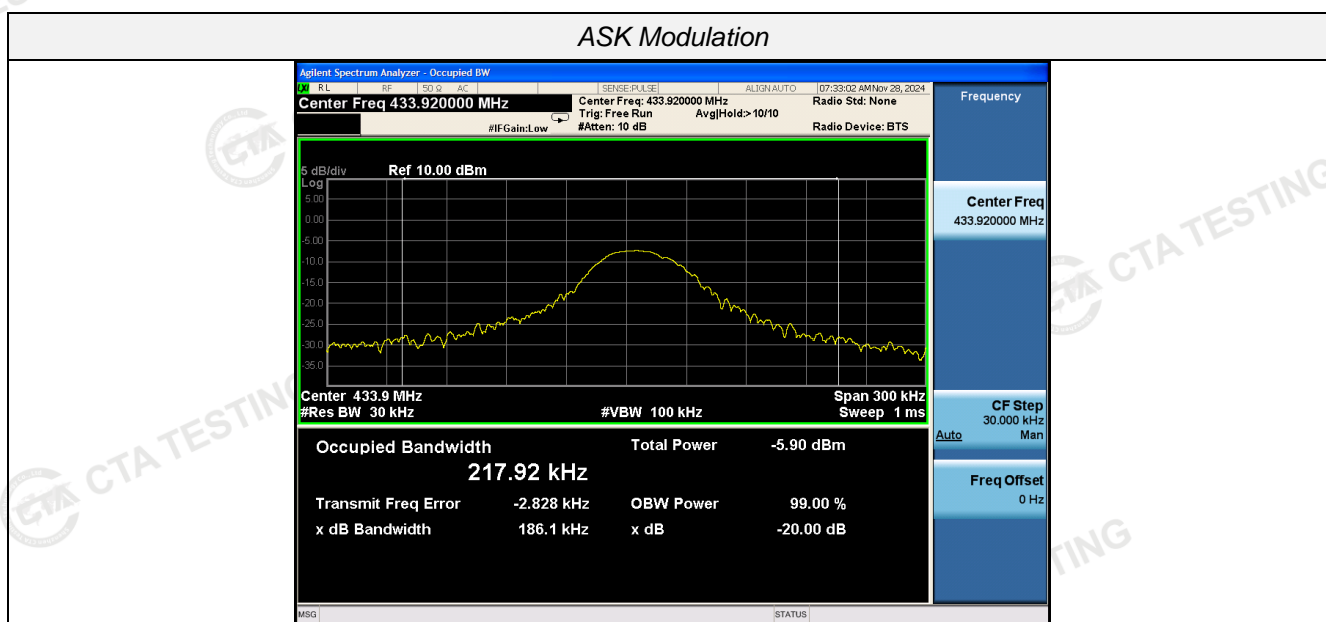 ASK Modulation
Agilent Spectrum Analyzer - Occupied BW
LXI RL RF 50 Ω AC SENSE:PULSE ALIGN AUTO 07:33:02 AM Nov 28, 2024
Center Freq 433.920000 MHz
Center Freq: 433.920000 MHz Radio Std: None
Trig: Free Run Avg|Hold:>10/10
#IFGain:Low #Atten: 10 dB Radio Device: BTS
Frequency
5 dB/div Ref 10.00 dBm
Log
5.00
0.00
-5.00
-10.0
-15.0
-20.0
-25.0
-30.0
-35.0
Center Freq
433.920000 MHz
Center 433.9 MHz Span 300 kHz
#Res BW 30 kHz #VBW 100 kHz Sweep 1 ms
CF Step
30.000 kHz
Auto Man
Occupied Bandwidth Total Power -5.90 dBm
217.92 kHz
Transmit Freq Error -2.828 kHz OBW Power 99.00 %
x dB Bandwidth 186.1 kHz x dB -20.00 dB
Freq Offset
0 Hz
MSG STATUS
CTA
CTA TESTING
CTA TESTING
TING